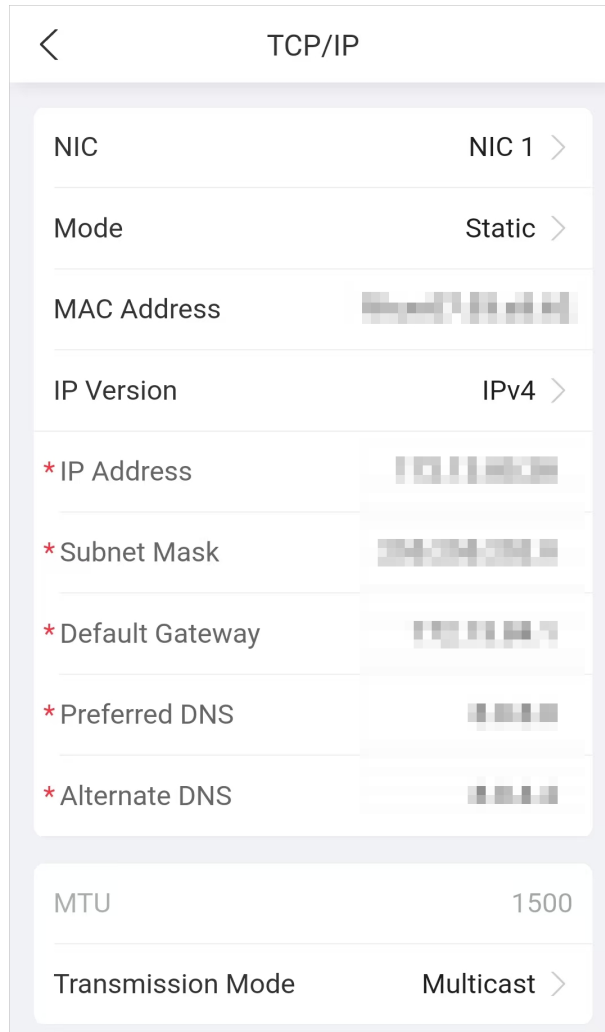 TCP/IP
NIC NIC 1
Mode Static
MAC Address
IP Version IPv4
* IP Address
* Subnet Mask
* Default Gateway
* Preferred DNS
* Alternate DNS
MTU 1500
Transmission Mode Multicast